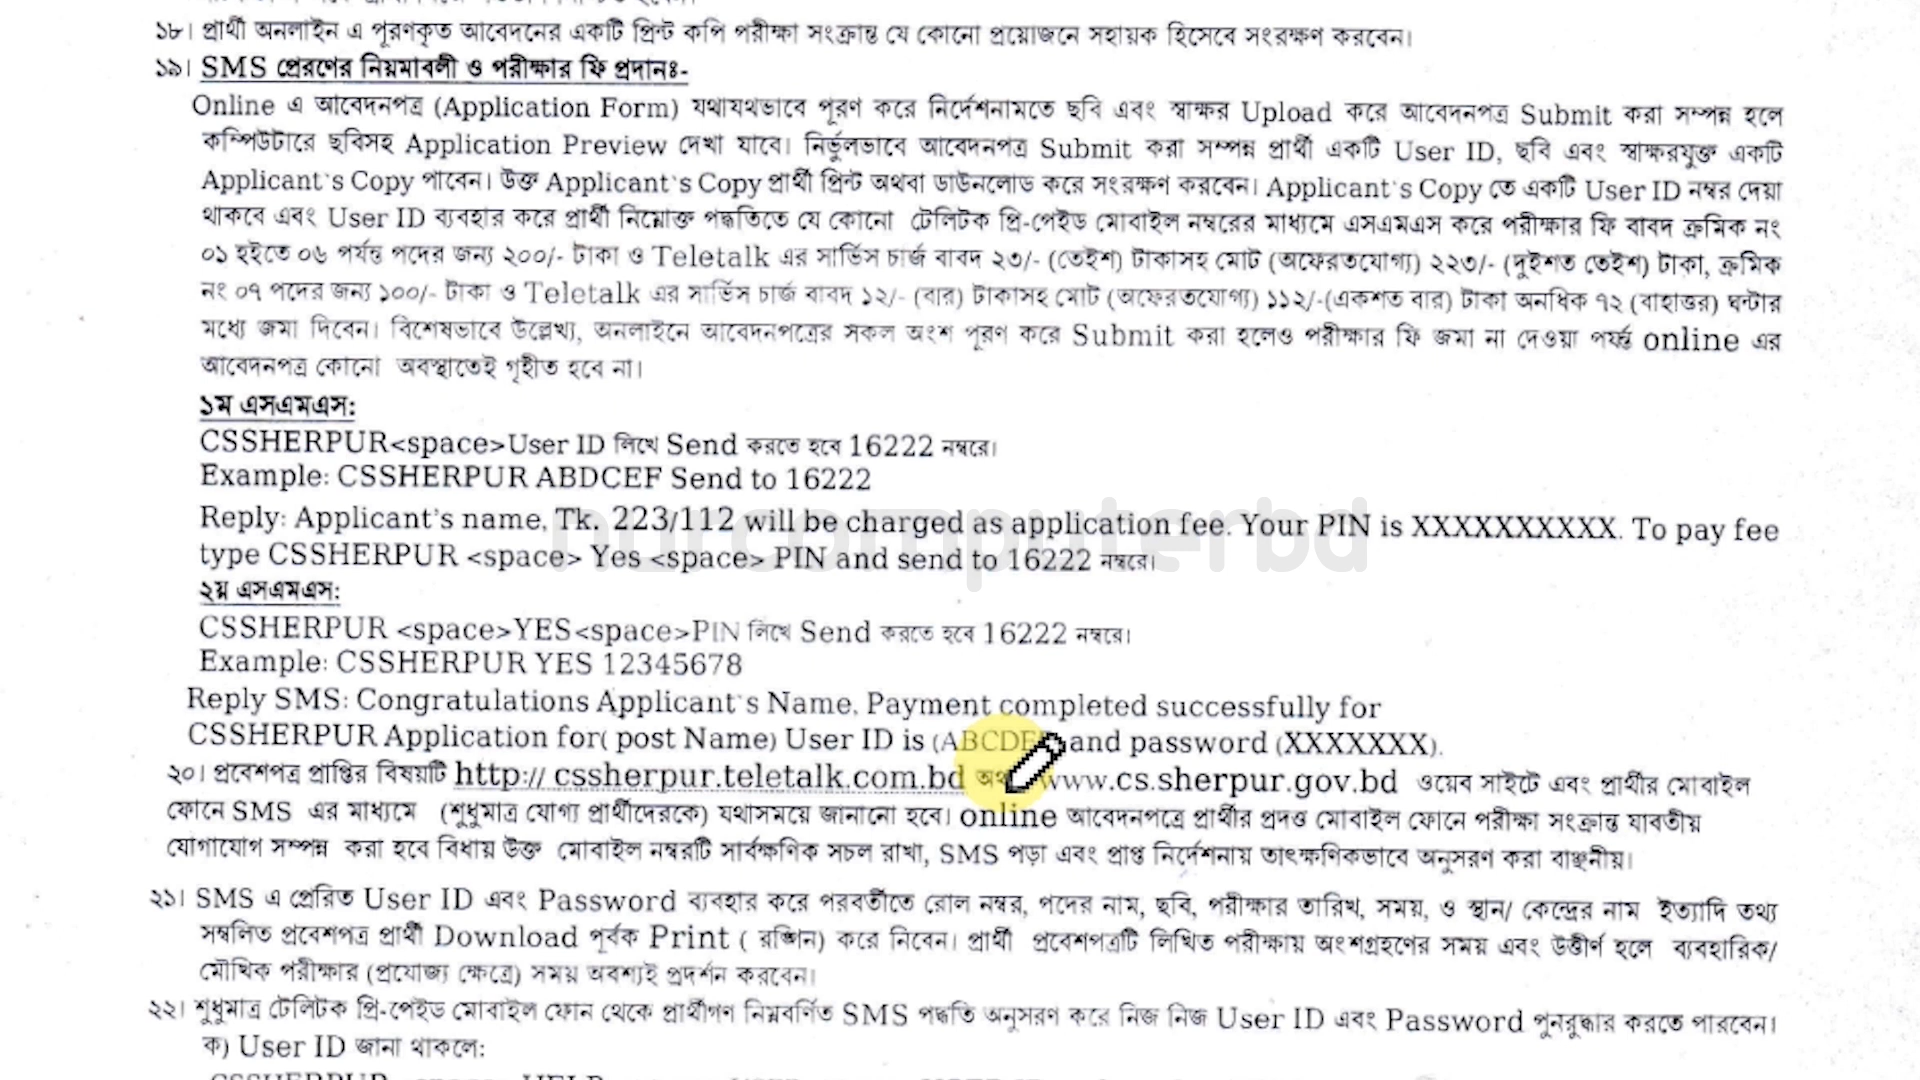 ১৮। প্রার্থী অনলাইন এ পূরণকৃত আবেদনের একটি প্রিন্ট কপি পরীক্ষা সংক্রান্ত যে কোনো প্রয়োজনে সহায়ক হিসেবে সংরক্ষণ করবেন।
১৯। SMS প্রেরণের নিয়মাবলী ও পরীক্ষার ফি প্রদানঃ-
Online এ আবেদনপত্র (Application Form) যথাযথভাবে পূরণ করে নির্দেশনামতে ছবি এবং স্বাক্ষর Upload করে আবেদনপত্র Submit করা সম্পন্ন হলে
কম্পিউটারে ছবিসহ Application Preview দেখা যাবে। নির্ভুলভাবে আবেদনপত্র Submit করা সম্পন্ন প্রার্থী একটি User ID, ছবি এবং স্বাক্ষরযুক্ত একটি
Applicant's Copy পাবেন। উক্ত Applicant's Copy প্রার্থী প্রিন্ট অথবা ডাউনলোড করে সংরক্ষণ করবেন। Applicant's Copy তে একটি User ID নম্বর দেয়া
থাকবে এবং User ID ব্যবহার করে প্রার্থী নিম্নোক্ত পদ্ধতিতে যে কোনো টেলিটক প্রি-পেইড মোবাইল নম্বরের মাধ্যমে এসএমএস করে পরীক্ষার ফি বাবদ ক্রমিক নং
০১ হইতে ০৬ পর্যন্ত পদের জন্য ২০০/- টাকা ও Teletalk এর সার্ভিস চার্জ বাবদ ২৩/- (তেইশ) টাকাসহ মোট (অফেরতযোগ্য) ২২৩/- (দুইশত তেইশ) টাকা, ক্রমিক
নং ০৭ পদের জন্য ১০০/- টাকা ও Teletalk এর সার্ভিস চার্জ বাবদ ১২/- (বার) টাকাসহ মোট (অফেরতযোগ্য) ১১২/-(একশত বার) টাকা অনধিক ৭২ (বাহাত্তর) ঘন্টার
মধ্যে জমা দিবেন। বিশেষভাবে উল্লেখ্য, অনলাইনে আবেদনপত্রের সকল অংশ পূরণ করে Submit করা হলেও পরীক্ষার ফি জমা না দেওয়া পর্যন্ত online এর
আবেদনপত্র কোনো অবস্থাতেই গৃহীত হবে না।
১ম এসএমএস:
CSSHERPUR<space>User ID লিখে Send করতে হবে 16222 নম্বরে।
Example: CSSHERPUR ABDCEF Send to 16222
Reply: Applicant's name, Tk. 223/112 will be charged as application fee. Your PIN is XXXXXXXXXX. To pay fee
type CSSHERPUR <space> Yes <space> PIN and send to 16222 নম্বরে।
nurcomputerbd
২য় এসএমএস:
CSSHERPUR <space>YES<space>PIN লিখে Send করতে হবে 16222 নম্বরে।
Example: CSSHERPUR YES 12345678
Reply SMS: Congratulations Applicant's Name, Payment completed successfully for
CSSHERPUR Application for( post Name) User ID is (ABCDE and password (XXXXXXX).
২০। প্রবেশপত্র প্রাপ্তির বিষয়টি http:// cssherpur.teletalk.com.bd www.cs.sherpur.gov.bd ওয়েব সাইটে এবং প্রার্থীর মোবাইল
ফোনে SMS এর মাধ্যমে (শুধুমাত্র যোগ্য প্রার্থীদেরকে) যথাসময়ে জানানো হবে। online আবেদনপত্রে প্রার্থীর প্রদত্ত মোবাইল ফোনে পরীক্ষা সংক্রান্ত যাবতীয়
যোগাযোগ সম্পন্ন করা হবে বিধায় উক্ত মোবাইল নম্বরটি সার্বক্ষণিক সচল রাখা, SMS পড়া এবং প্রাপ্ত নির্দেশনায় তাৎক্ষণিকভাবে অনুসরণ করা বাঞ্চনীয়।
২১। SMS এ প্রেরিত User ID এবং Password ব্যবহার করে পরবর্তীতে রোল নম্বর, পদের নাম, ছবি, পরীক্ষার তারিখ, সময়, ও স্থান/ কেন্দ্রের নাম ইত্যাদি তথ্য
সম্বলিত প্রবেশপত্র প্রার্থী Download পূর্বক Print ( রঙ্গিন) করে নিবেন। প্রার্থী প্রবেশপত্রটি লিখিত পরীক্ষায় অংশগ্রহণের সময় এবং উত্তীর্ণ হলে ব্যবহারিক/
মৌখিক পরীক্ষার (প্রযোজ্য ক্ষেত্রে) সময় অবশ্যই প্রদর্শন করবেন।
২২। শুধুমাত্র টেলিটক প্রি-পেইড মোবাইল ফোন থেকে প্রার্থীগণ নিম্নবর্ণিত SMS পদ্ধতি অনুসরণ করে নিজ নিজ User ID এবং Password পুনরুদ্ধার করতে পারবেন।
ক) User ID জানা থাকলে: